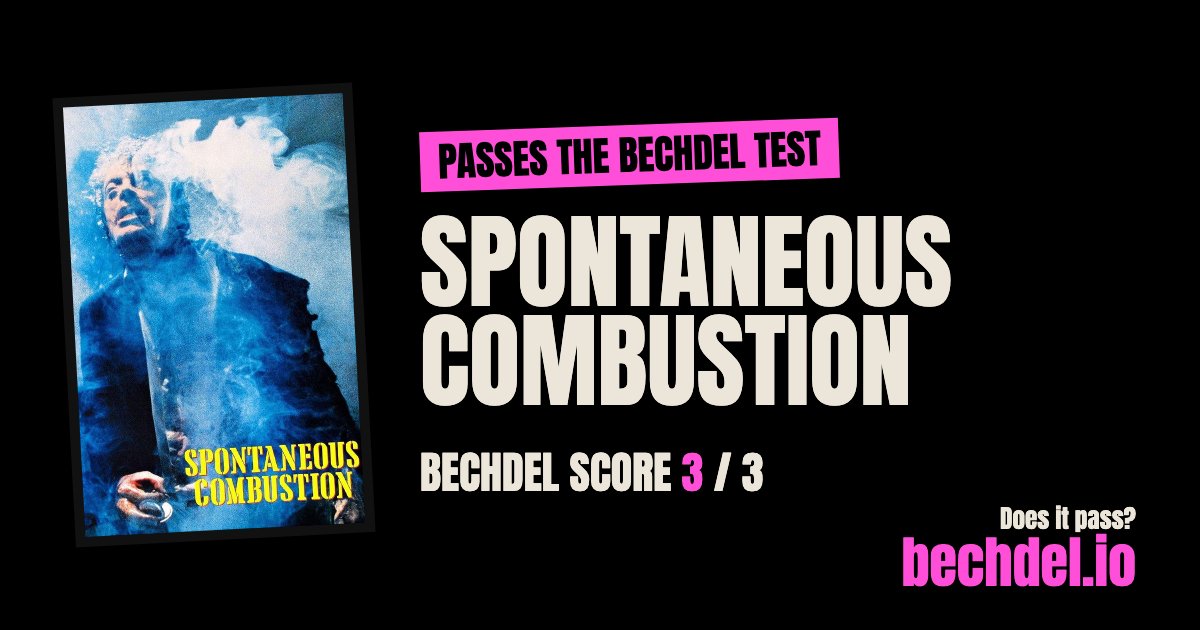 PASSES THE BECHDEL TEST
SPONTANEOUS
COMBUSTION
BECHDEL SCORE 3 / 3
SPONTANEOUS
COMBUSTION
Does it pass?
bechdel.io